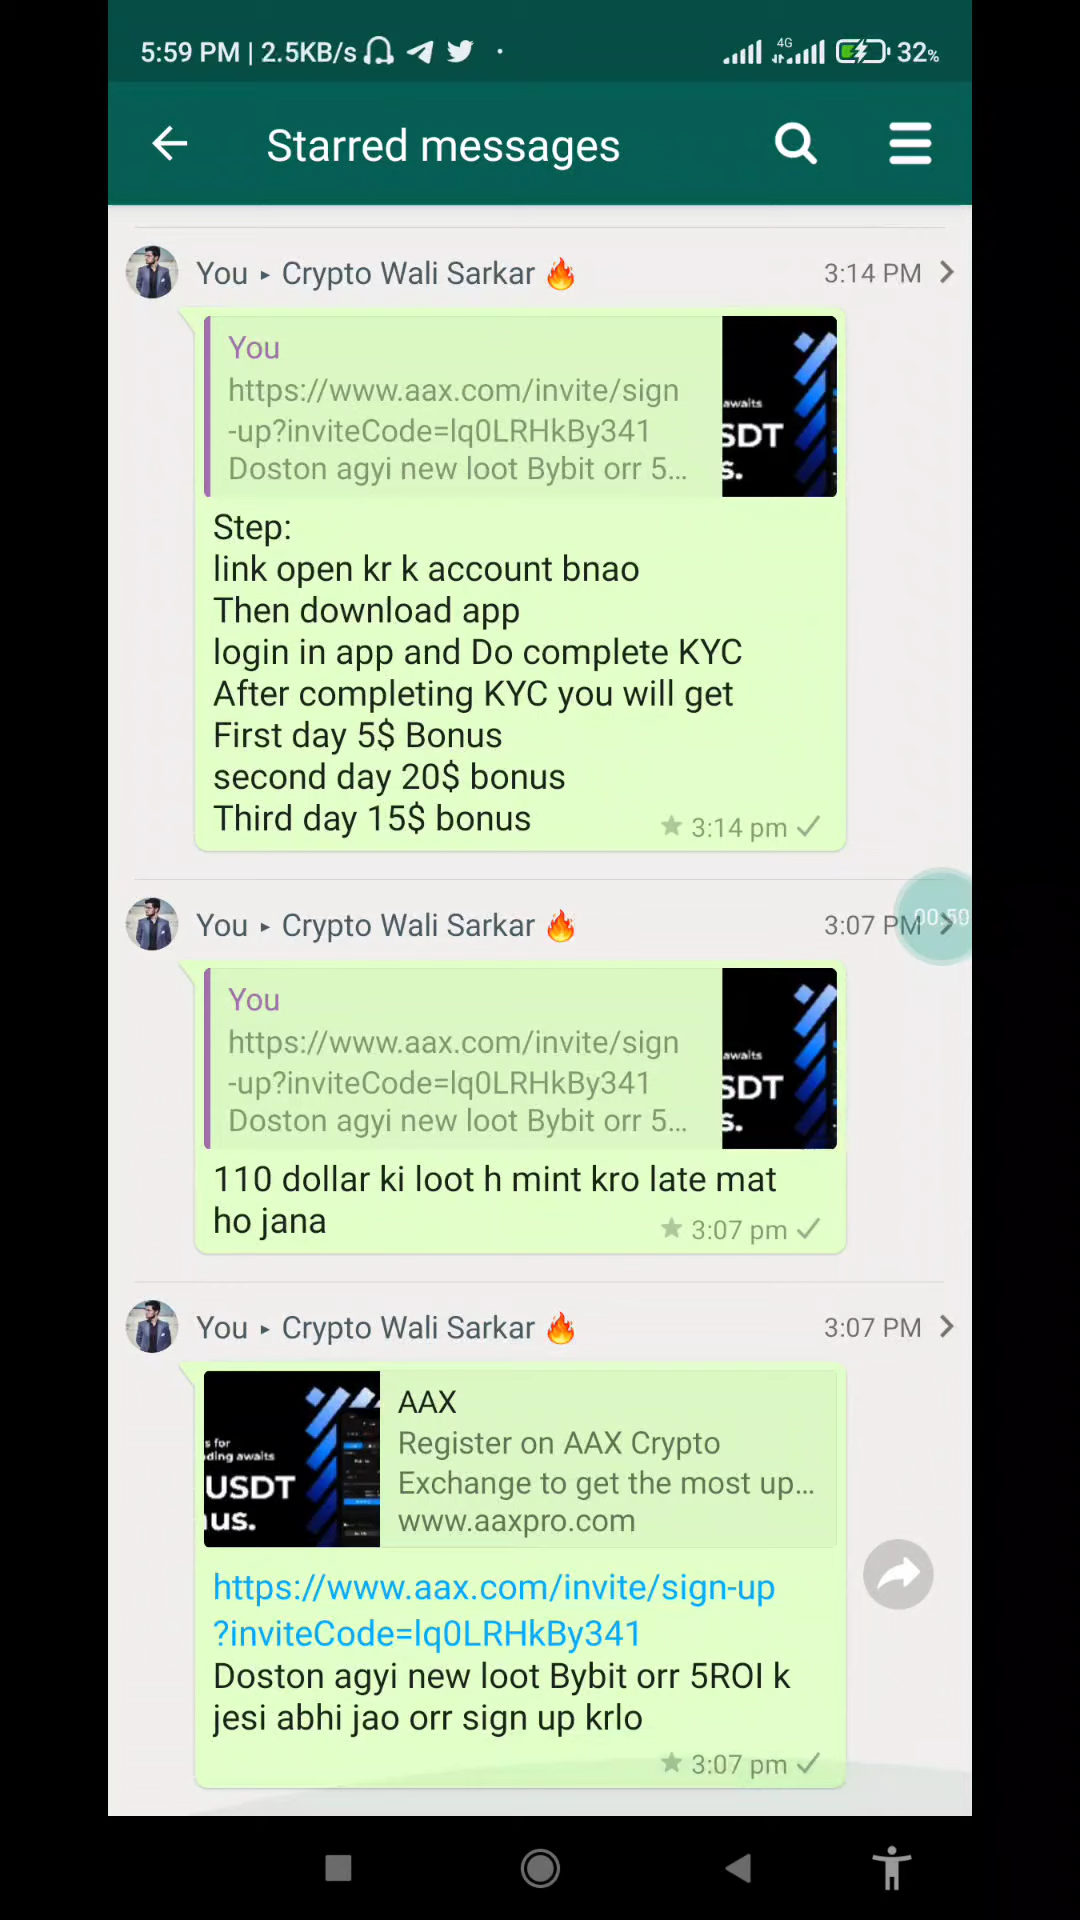 5:59 PM | 2.5KB/s
4G
32%
Starred messages
You ▸ Crypto Wali Sarkar 🔥 3:14 PM
You
https://www.aax.com/invite/sign
-up?inviteCode=lq0LRHkBy341
Doston agyi new loot Bybit orr 5...
awaits
SDT
s.
Step:
link open kr k account bnao
Then download app
login in app and Do complete KYC
After completing KYC you will get
First day 5$ Bonus
second day 20$ bonus
Third day 15$ bonus
★ 3:14 pm ✓
You ▸ Crypto Wali Sarkar 🔥 3:07 PM
00:50
You
https://www.aax.com/invite/sign
-up?inviteCode=lq0LRHkBy341
Doston agyi new loot Bybit orr 5...
awaits
SDT
s.
110 dollar ki loot h mint kro late mat
ho jana
★ 3:07 pm ✓
You ▸ Crypto Wali Sarkar 🔥 3:07 PM
s for
ding awaits
USDT
us.
AAX
Register on AAX Crypto
Exchange to get the most up...
www.aaxpro.com
https://www.aax.com/invite/sign-up
?inviteCode=lq0LRHkBy341
Doston agyi new loot Bybit orr 5ROI k
jesi abhi jao orr sign up krlo
★ 3:07 pm ✓